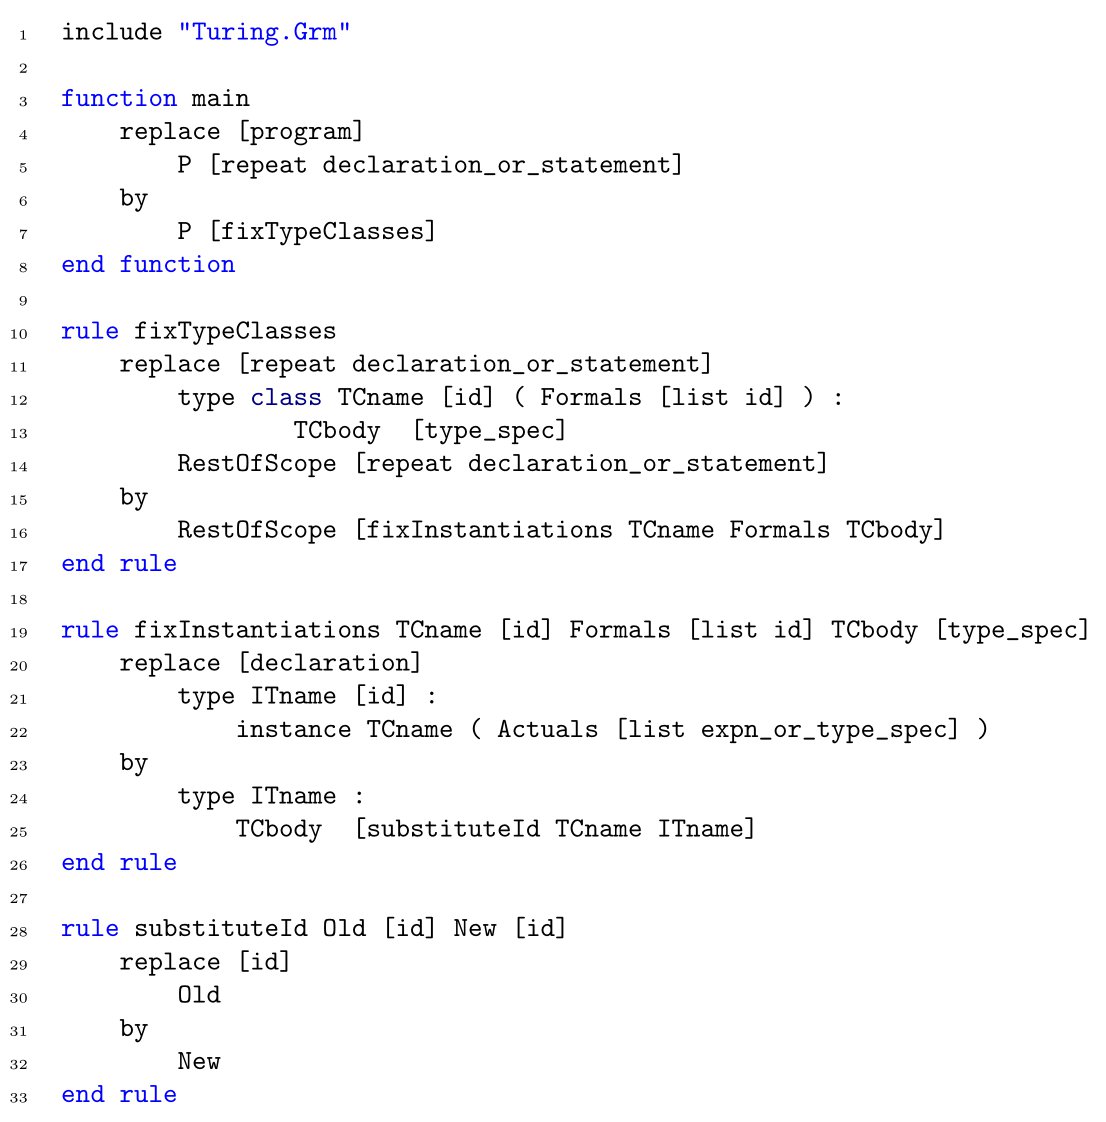 1 include "Turing.Grm"
2
3 function main
4     replace [program]
5         P [repeat declaration_or_statement]
6     by
7         P [fixTypeClasses]
8 end function
9
10 rule fixTypeClasses
11     replace [repeat declaration_or_statement]
12         type class TCname [id] ( Formals [list id] ) :
13                 TCbody  [type_spec]
14         RestOfScope [repeat declaration_or_statement]
15     by
16         RestOfScope [fixInstantiations TCname Formals TCbody]
17 end rule
18
19 rule fixInstantiations TCname [id] Formals [list id] TCbody [type_spec]
20     replace [declaration]
21         type ITname [id] :
22             instance TCname ( Actuals [list expn_or_type_spec] )
23     by
24         type ITname :
25             TCbody  [substituteId TCname ITname]
26 end rule
27
28 rule substituteId Old [id] New [id]
29     replace [id]
30         Old
31     by
32         New
33 end rule